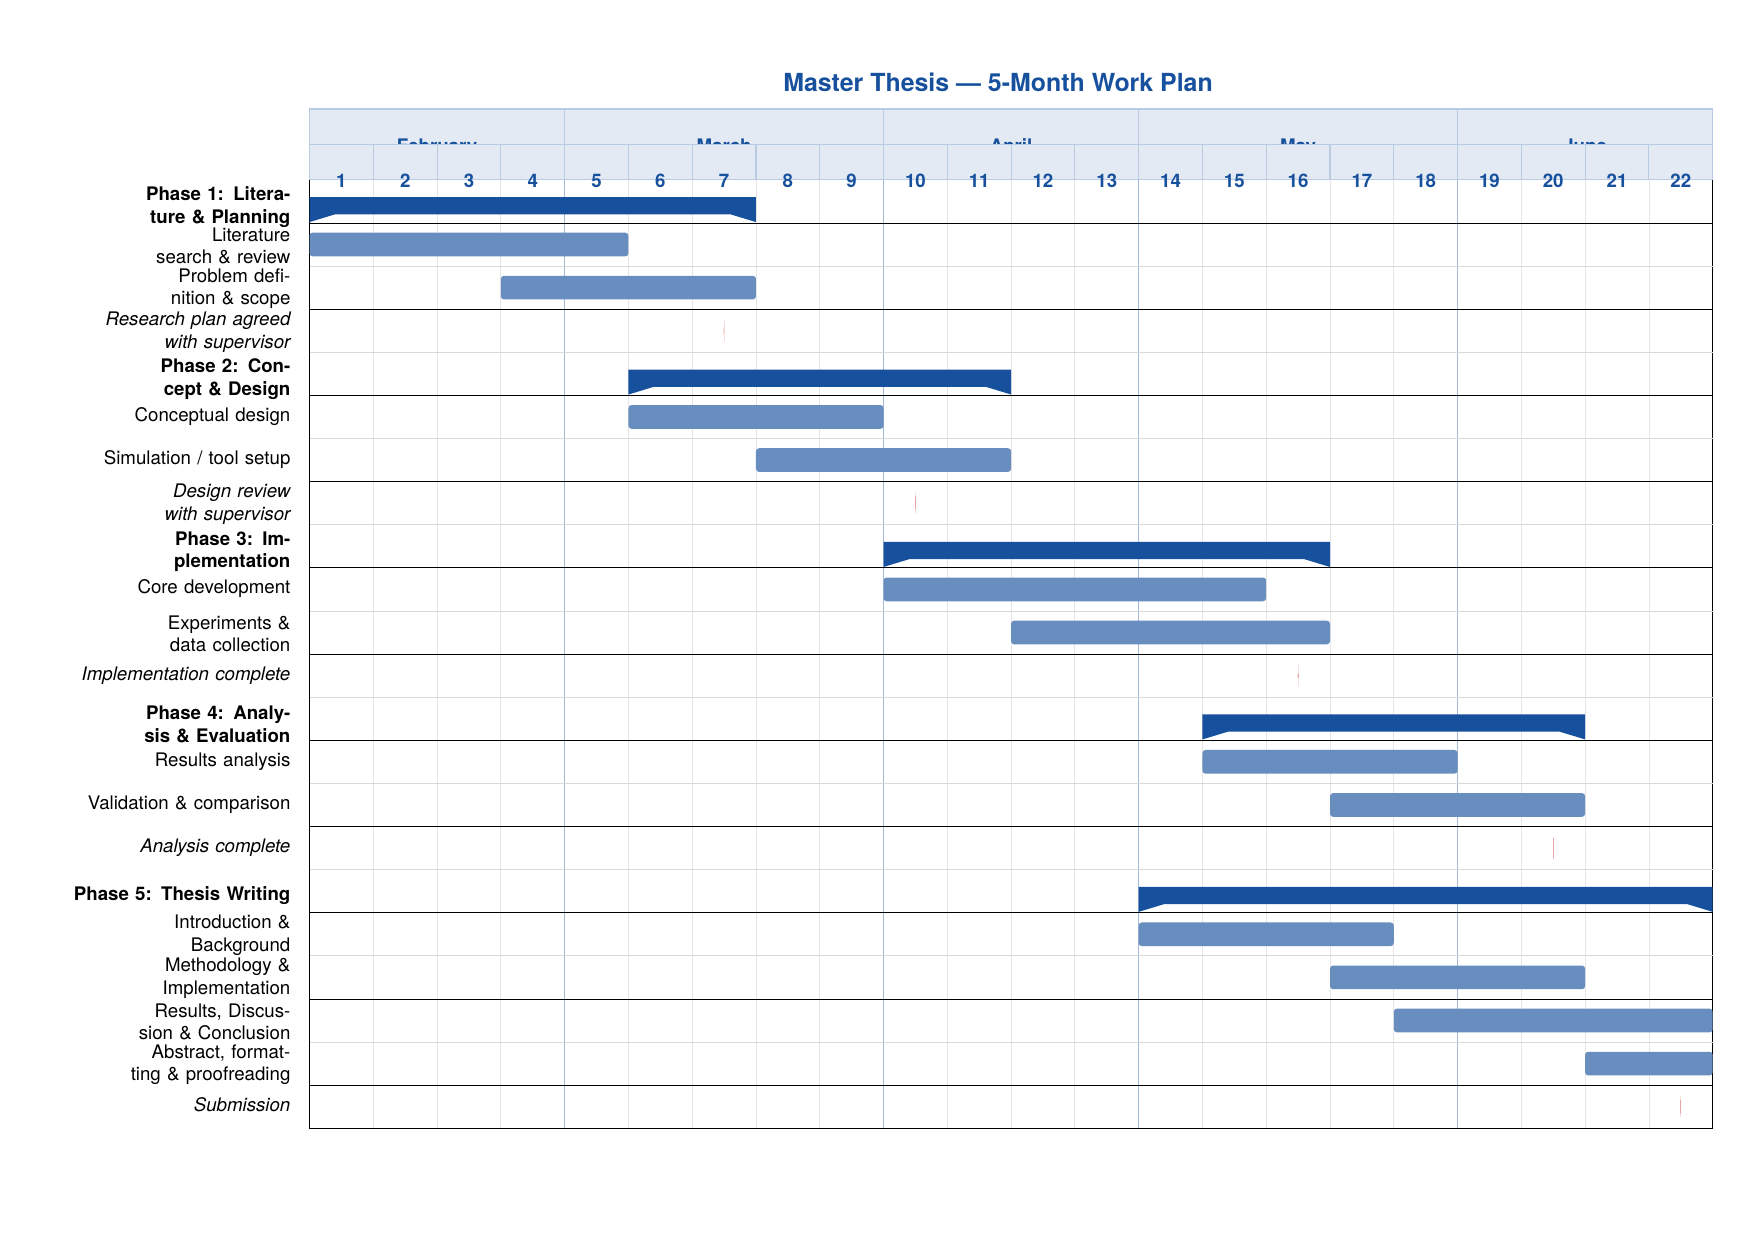 Master Thesis — 5-Month Work Plan
February March April May June
1 2 3 4 5 6 7 8 9 10 11 12 13 14 15 16 17 18 19 20 21 22
Phase 1: Litera-
ture & Planning
Literature
search & review
Problem defi-
nition & scope
Research plan agreed
with supervisor
Phase 2: Con-
cept & Design
Conceptual design
Simulation / tool setup
Design review
with supervisor
Phase 3: Im-
plementation
Core development
Experiments &
data collection
Implementation complete
Phase 4: Analy-
sis & Evaluation
Results analysis
Validation & comparison
Analysis complete
Phase 5: Thesis Writing
Introduction &
Background
Methodology &
Implementation
Results, Discus-
sion & Conclusion
Abstract, format-
ting & proofreading
Submission